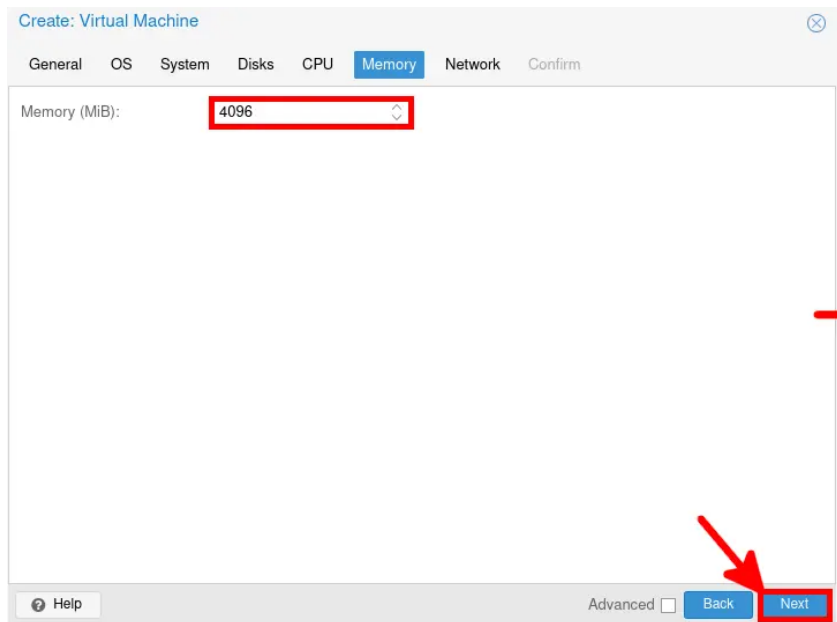 Create: Virtual Machine
General OS System Disks CPU Memory Network Confirm
Memory (MiB): 4096
Help Advanced Back Next